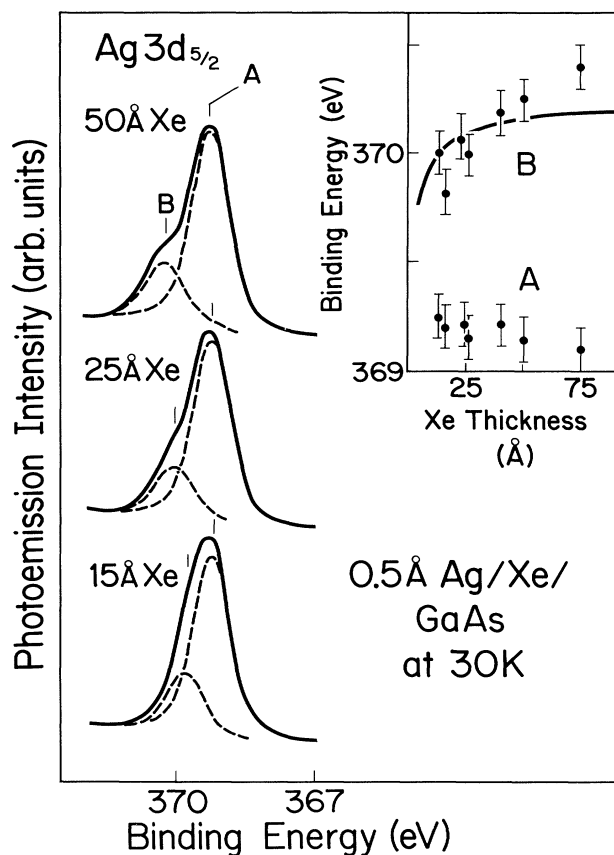 Ag 3d5/2
A
50Å Xe
B
25Å Xe
15Å Xe
Photoemission Intensity (arb. units)
370 367
Binding Energy (eV)
Binding Energy (eV)
370
369
B
A
25 75
Xe Thickness
(Å)
0.5Å Ag/Xe/
GaAs
at 30K